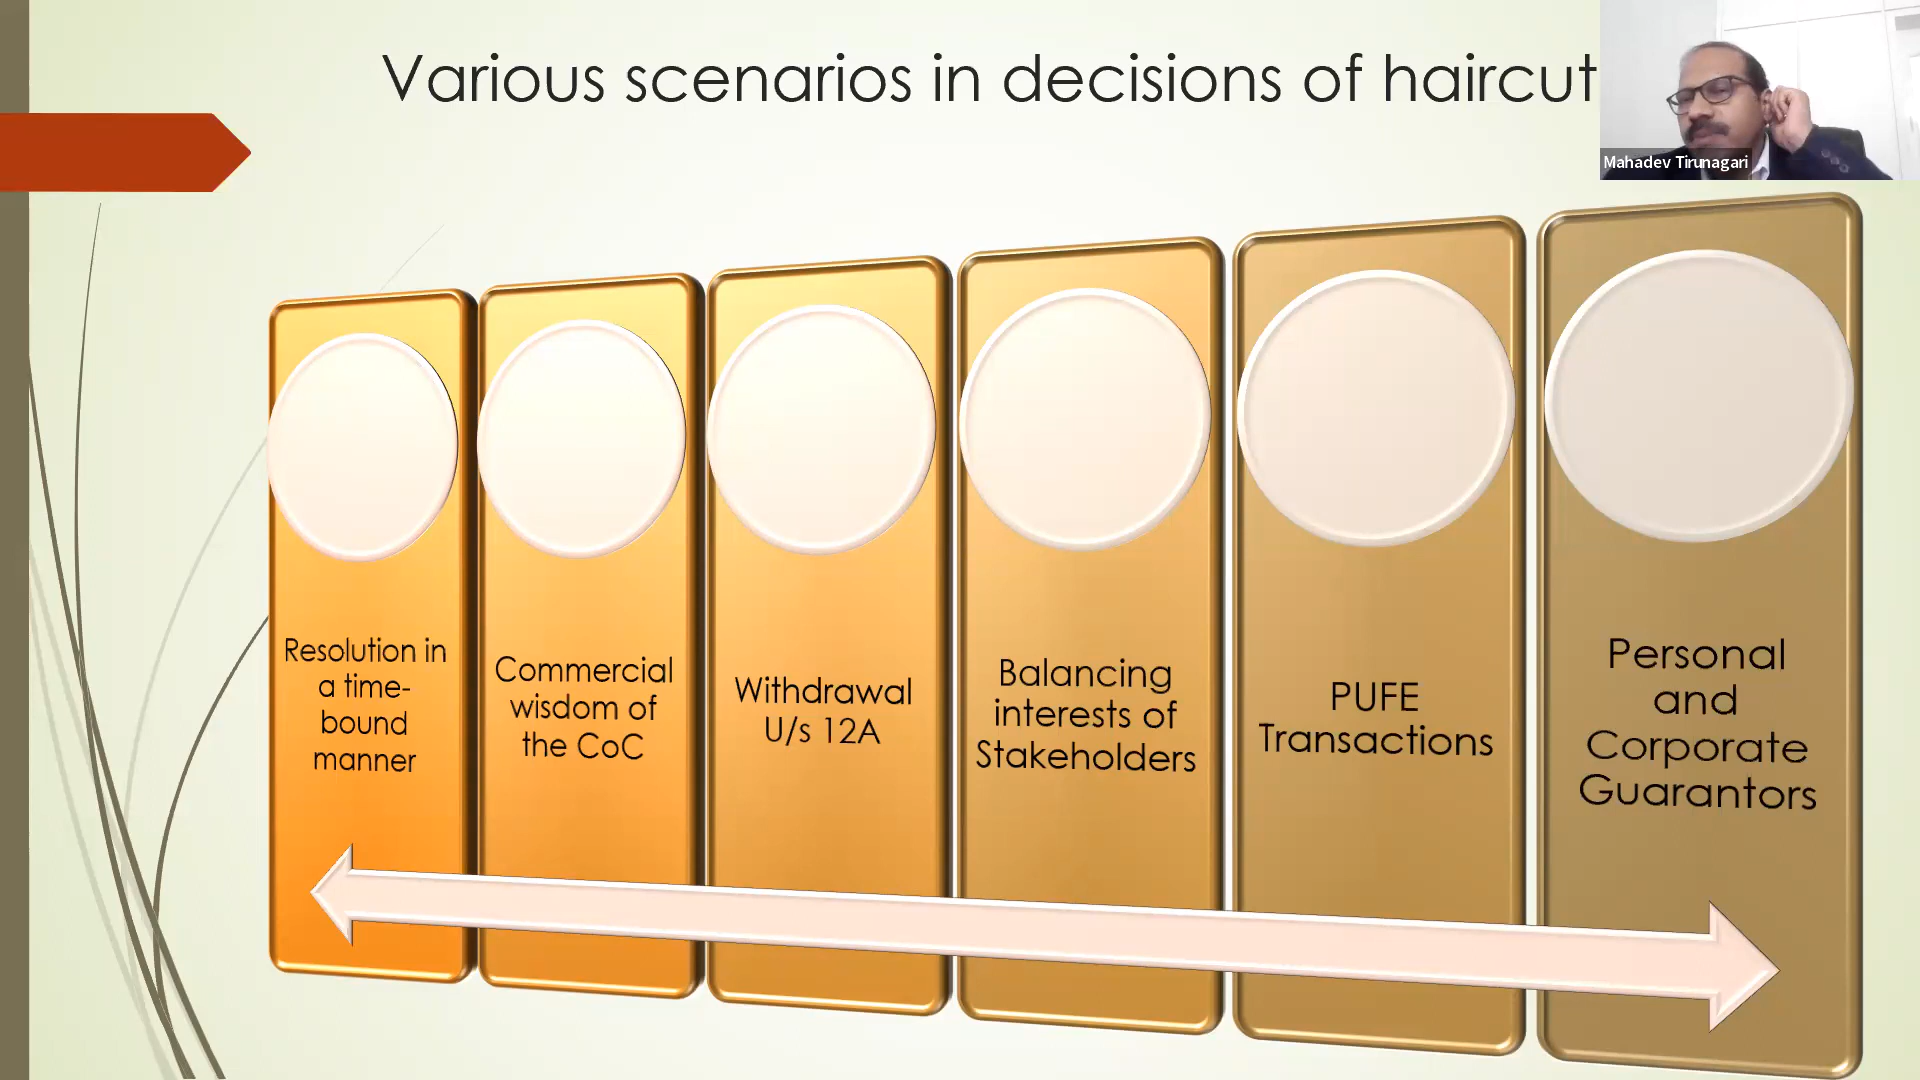 Various scenarios in decisions of haircut
Mahadev Tirunagari
Resolution in
a time-
bound
manner
Commercial
wisdom of
the CoC
Withdrawal
U/s 12A
Balancing
interests of
Stakeholders
PUFE
Transactions
Personal
and
Corporate
Guarantors